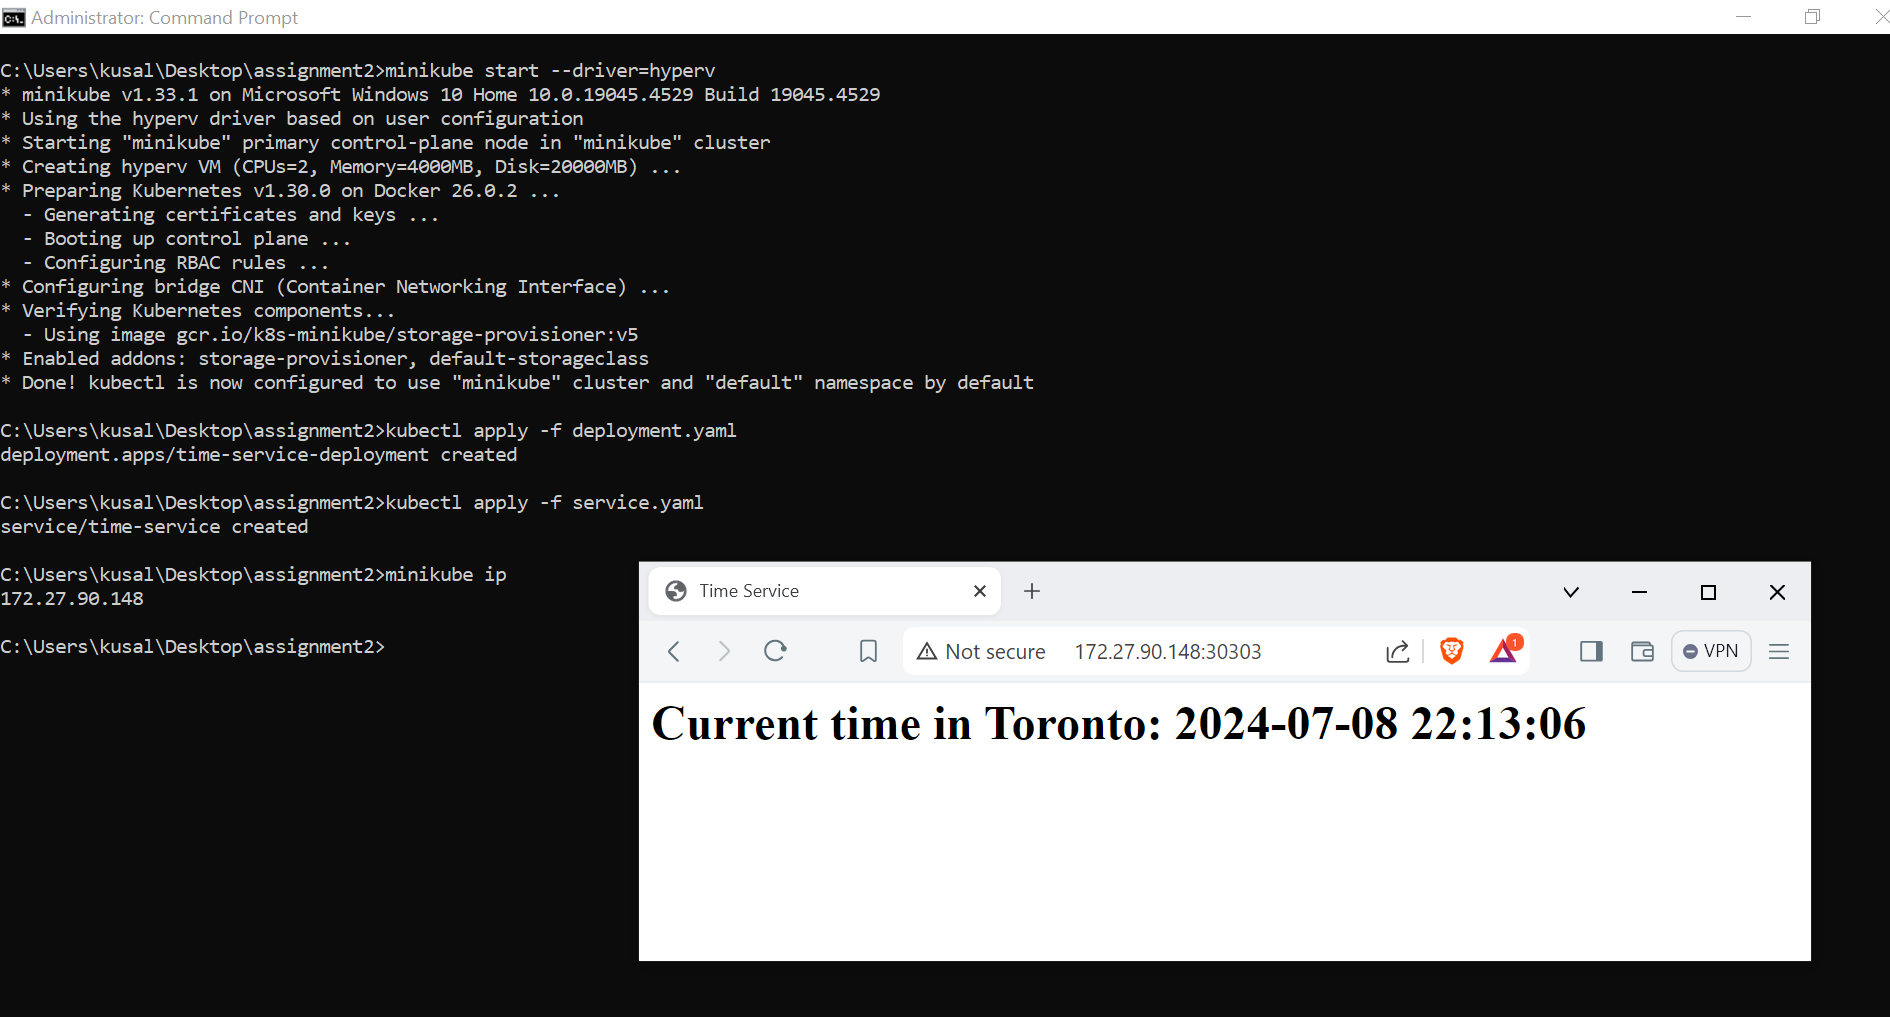 Administrator: Command Prompt
C:\Users\kusal\Desktop\assignment2>minikube start --driver=hyperv
* minikube v1.33.1 on Microsoft Windows 10 Home 10.0.19045.4529 Build 19045.4529
* Using the hyperv driver based on user configuration
* Starting "minikube" primary control-plane node in "minikube" cluster
* Creating hyperv VM (CPUs=2, Memory=4000MB, Disk=20000MB) ...
* Preparing Kubernetes v1.30.0 on Docker 26.0.2 ...
  - Generating certificates and keys ...
  - Booting up control plane ...
  - Configuring RBAC rules ...
* Configuring bridge CNI (Container Networking Interface) ...
* Verifying Kubernetes components...
  - Using image gcr.io/k8s-minikube/storage-provisioner:v5
* Enabled addons: storage-provisioner, default-storageclass
* Done! kubectl is now configured to use "minikube" cluster and "default" namespace by default
C:\Users\kusal\Desktop\assignment2>kubectl apply -f deployment.yaml
deployment.apps/time-service-deployment created
C:\Users\kusal\Desktop\assignment2>kubectl apply -f service.yaml
service/time-service created
C:\Users\kusal\Desktop\assignment2>minikube ip
172.27.90.148
C:\Users\kusal\Desktop\assignment2>
Time Service
Not secure 172.27.90.148:30303 1 VPN
Current time in Toronto: 2024-07-08 22:13:06